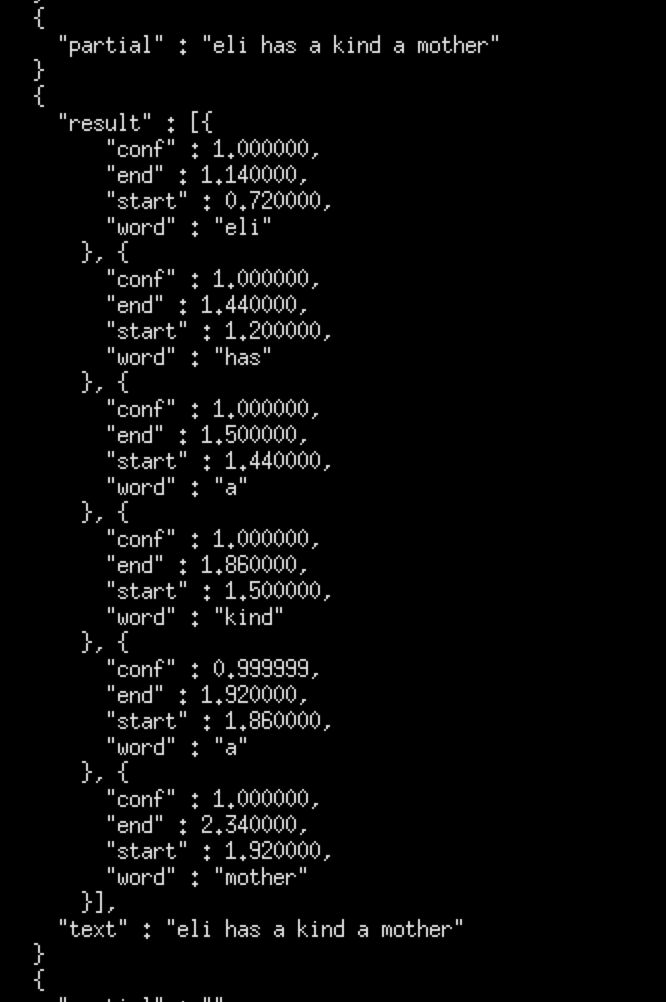 }
{
"partial" : "eli has a kind a mother"
}
{
"result" : [{
"conf" : 1.000000,
"end" : 1.140000,
"start" : 0.720000,
"word" : "eli"
}, {
"conf" : 1.000000,
"end" : 1.440000,
"start" : 1.200000,
"word" : "has"
}, {
"conf" : 1.000000,
"end" : 1.500000,
"start" : 1.440000,
"word" : "a"
}, {
"conf" : 1.000000,
"end" : 1.860000,
"start" : 1.500000,
"word" : "kind"
}, {
"conf" : 0.999999,
"end" : 1.920000,
"start" : 1.860000,
"word" : "a"
}, {
"conf" : 1.000000,
"end" : 2.340000,
"start" : 1.920000,
"word" : "mother"
}],
"text" : "eli has a kind a mother"
}
{
"partial" : ""